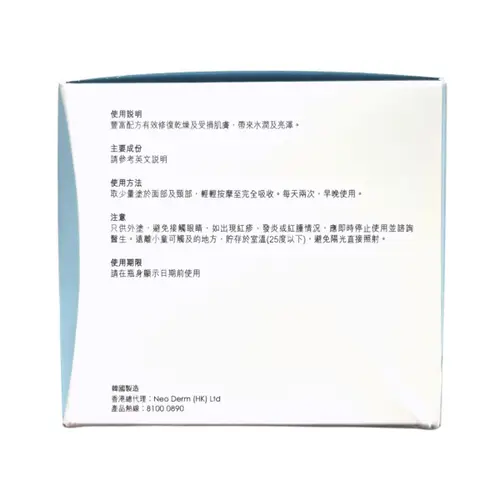 使用說明
豐富配方有效修復乾燥及受損肌膚，帶來水潤及亮澤。
主要成份
請參考英文說明
使用方法
取少量塗於面部及頸部，輕輕按摩至完全吸收。每天兩次，早晚使用。
注意
只供外塗，避免接觸眼睛，如出現紅疹、發炎或紅腫情況，應即時停止使用並諮詢
醫生。遠離小童可觸及的地方，貯存於室溫(25度以下)，避免陽光直接照射。
使用期限
請在瓶身顯示日期前使用
韓國製造
香港總代理：Neo Derm (HK) Ltd
產品熱線：8100 0890